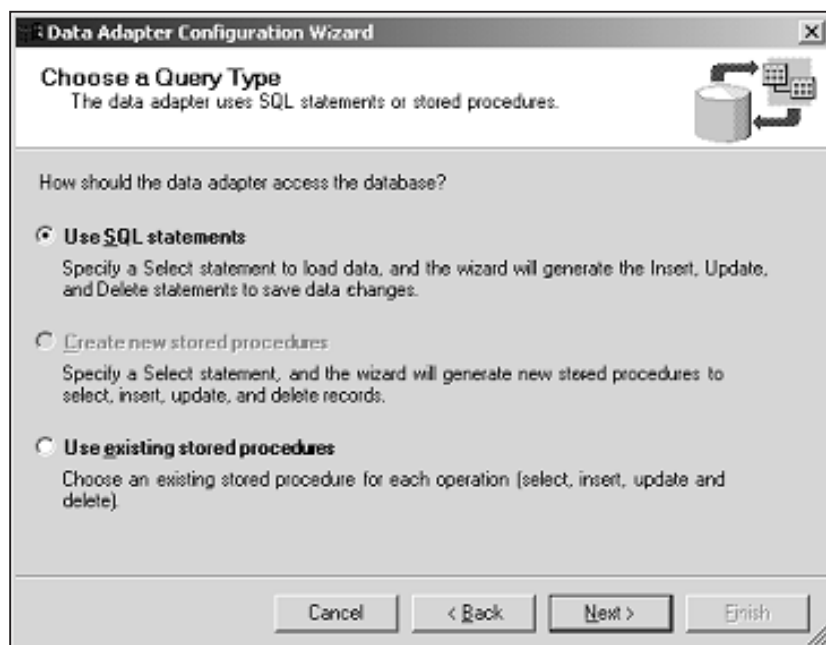 Data Adapter Configuration Wizard
Choose a Query Type
The data adapter uses SQL statements or stored procedures.
How should the data adapter access the database?
Use SQL statements
Specify a Select statement to load data, and the wizard will generate the Insert, Update,
and Delete statements to save data changes.
Create new stored procedures
Specify a Select statement, and the wizard will generate new stored procedures to
select, insert, update, and delete records.
Use existing stored procedures
Choose an existing stored procedure for each operation (select, insert, update and
delete).
Cancel
< Back
Next >
Finish